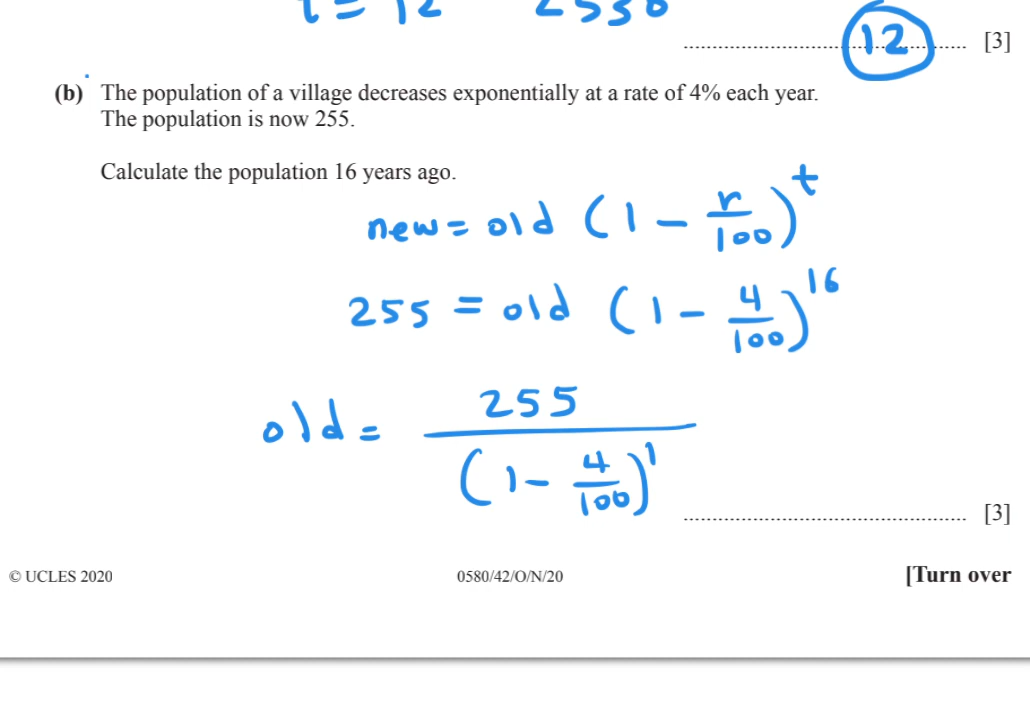 t = 12 2538
12 [3]
(b) The population of a village decreases exponentially at a rate of 4% each year.
The population is now 255.
Calculate the population 16 years ago.
new = old (1 - r/100)^t
255 = old (1 - 4/100)^16
old = 255/(1 - 4/100)^1
[3]
© UCLES 2020 0580/42/O/N/20 [Turn over